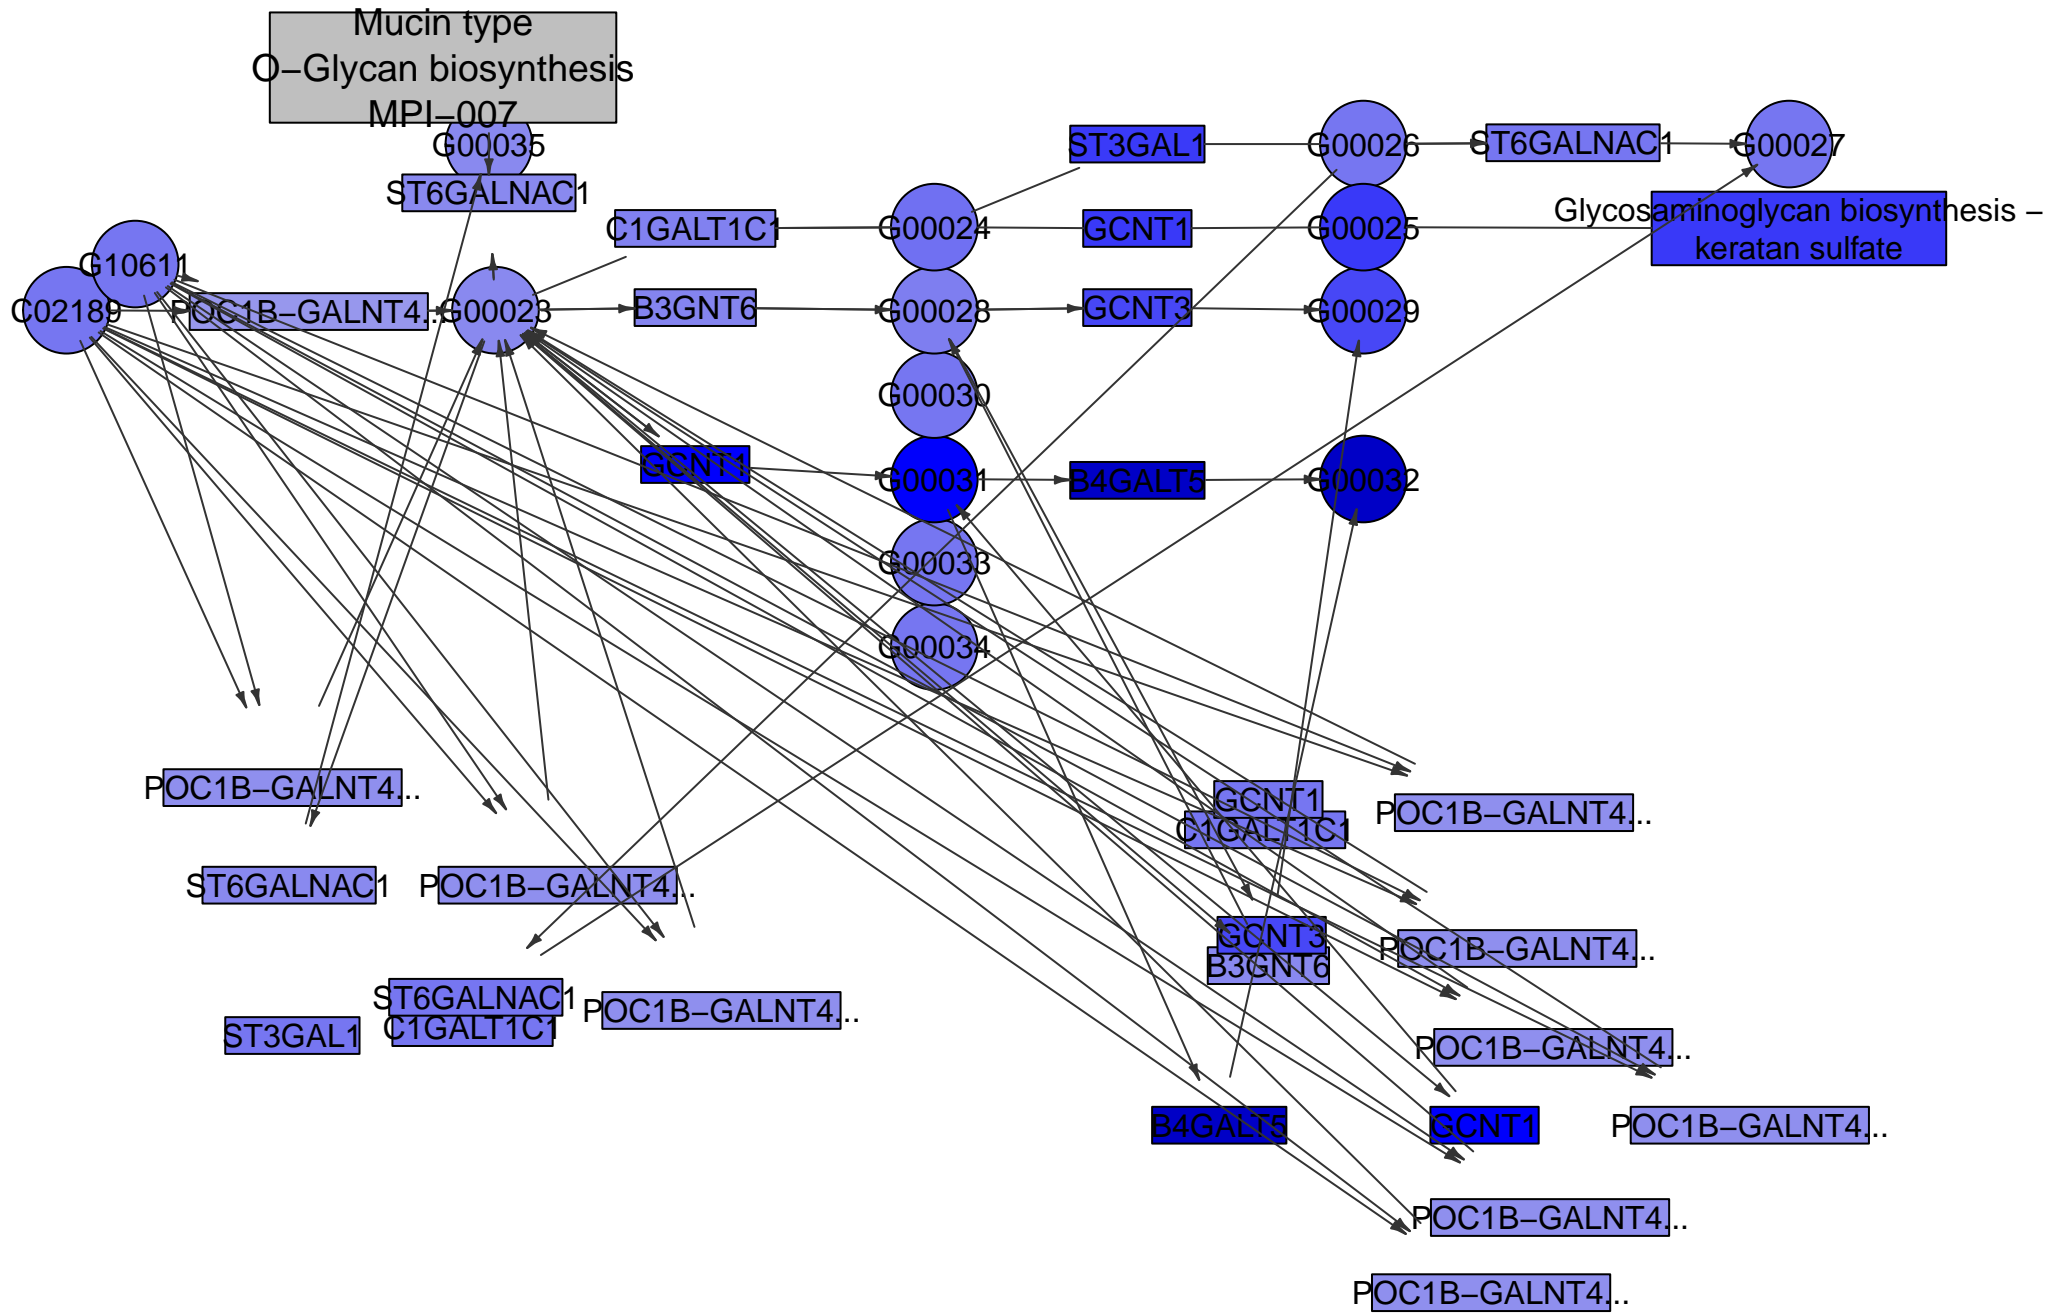 Mucin type
O−Glycan biosynthesis
MPI−007
G00035
ST3GAL1
G00026
ST6GALNAC1
G00027
ST6GALNAC1
C1GALT1C1
G00024
GCNT1
G00025
Glycosaminoglycan biosynthesis −
keratan sulfate
G10611
C02189
POC1B−GALNT4...
G00023
B3GNT6
G00028
GCNT3
G00029
G00030
GCNT1
G00031
B4GALT5
G00032
G00033
G00034
POC1B−GALNT4...
GCNT1
POC1B−GALNT4...
C1GALT1C1
ST6GALNAC1
POC1B−GALNT4...
GCNT3
POC1B−GALNT4...
B3GNT6
ST6GALNAC1
POC1B−GALNT4...
ST3GAL1
C1GALT1C1
POC1B−GALNT4...
B4GALT5
GCNT1
POC1B−GALNT4...
POC1B−GALNT4...
POC1B−GALNT4...